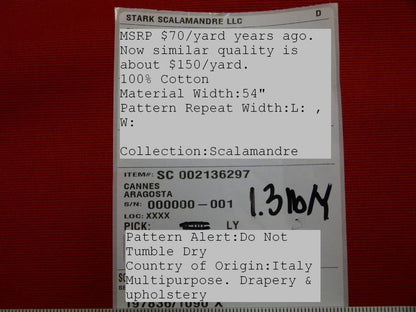 STARK SCALAMANDRE LLC D
MSRP $70/yard years ago.
Now similar quality is
about $150/yard.
100% Cotton
Material Width:54"
Pattern Repeat Width:L: ,
W:
Collection:Scalamandre
ITEM#: SC 002136297
CANNES
ARAGOSTA
S/N: 000000-001
LOC: XXXX
PICK: LY
Pattern Alert:Do Not
Tumble Dry
Country of Origin:Italy
Multipurpose. Drapery &
upholstery
197836/1090 X